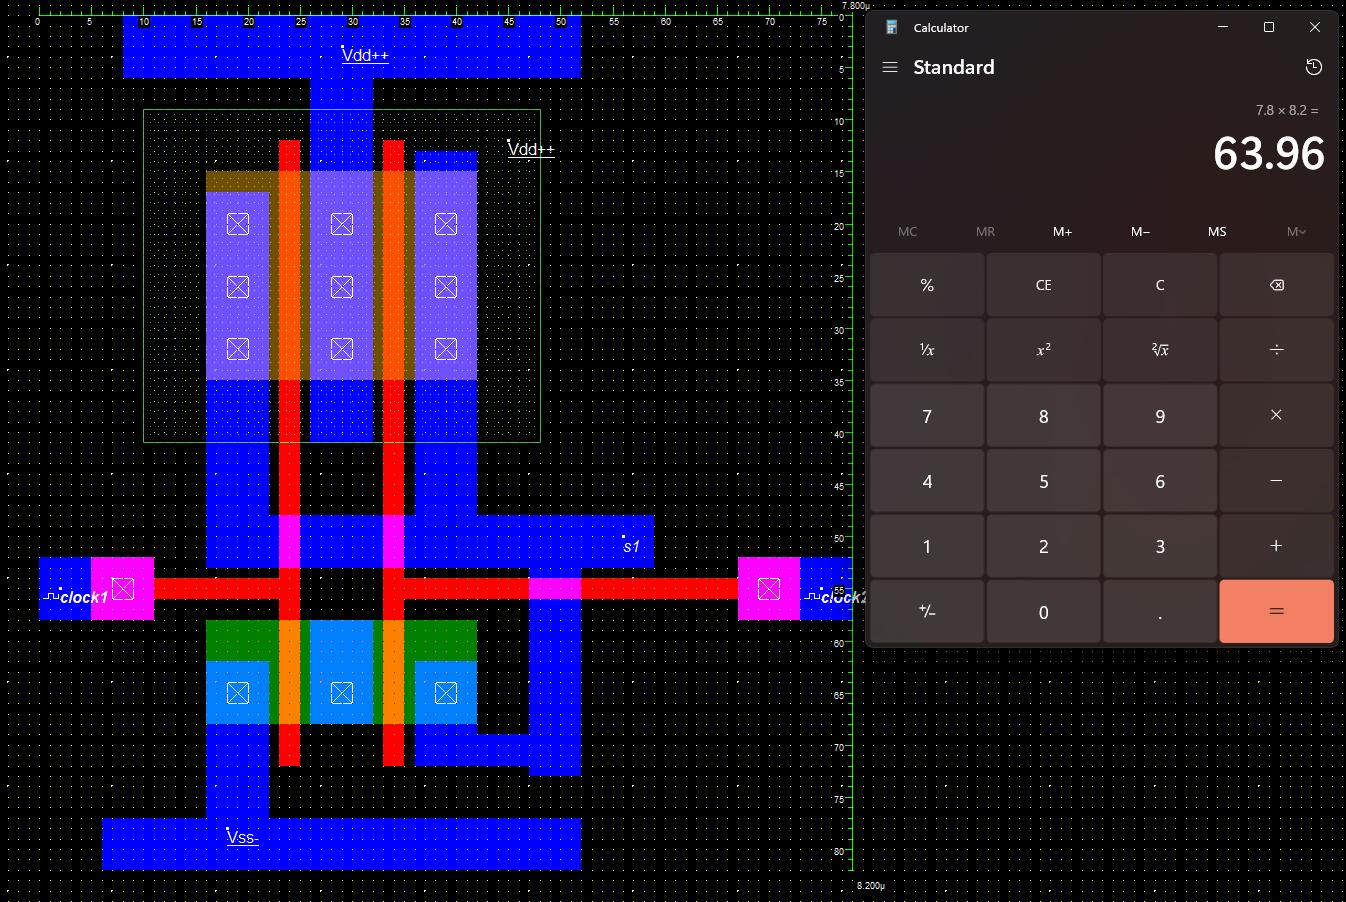 7.800µ
0 5 10 15 20 25 30 35 40 45 50 55 60 65 70 75
0
5
10
15
20
25
30
35
40
45
50
55
60
65
70
75
80
8.200µ
Vdd++
Vdd++
s1
clock1
clock2
Vss-
Calculator
Standard
7.8 × 8.2 =
63.96
MC MR M+ M− MS M
% CE C
¹/x x² ²√x ÷
7 8 9 ×
4 5 6 −
1 2 3 +
+/− 0 . =